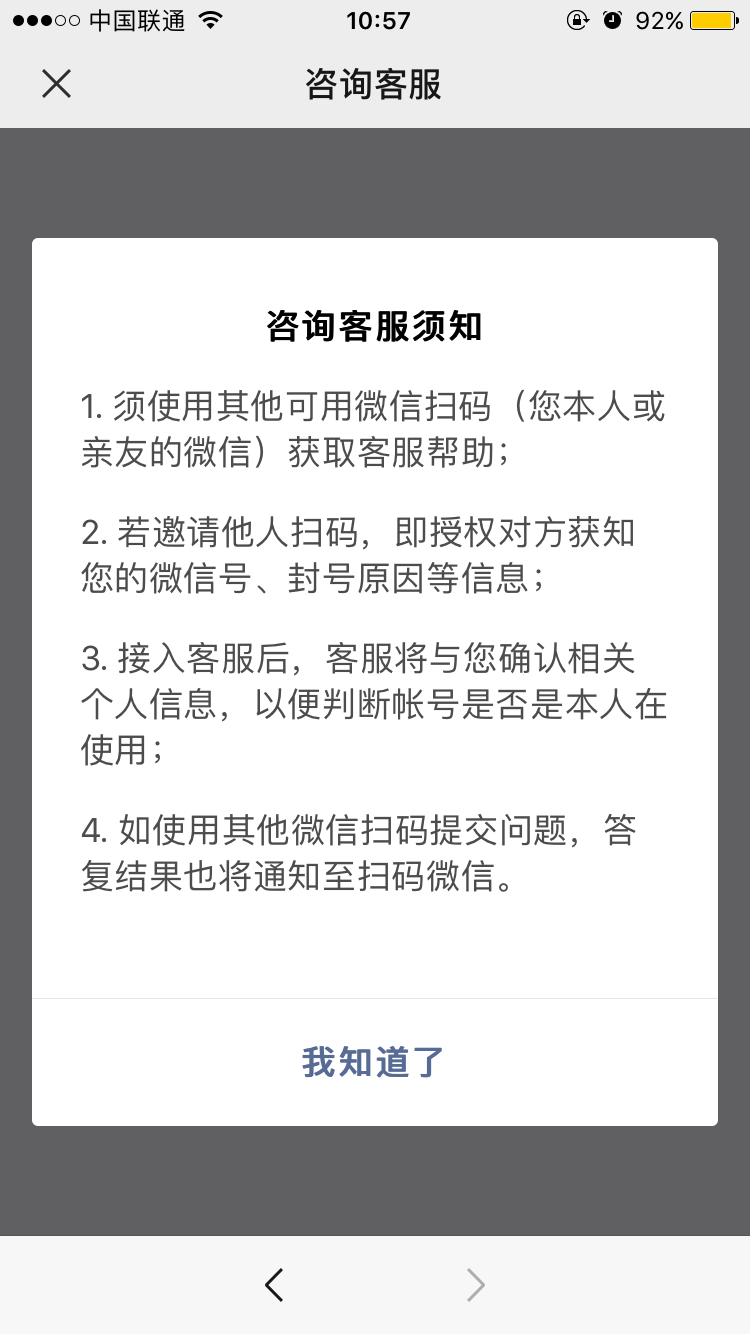 中国联通
10:57
92%
咨询客服
咨询客服须知
1. 须使用其他可用微信扫码（您本人或
亲友的微信）获取客服帮助；
2. 若邀请他人扫码，即授权对方获知
您的微信号、封号原因等信息；
3. 接入客服后，客服将与您确认相关
个人信息，以便判断帐号是否是本人在
使用；
4. 如使用其他微信扫码提交问题，答
复结果也将通知至扫码微信。
我知道了